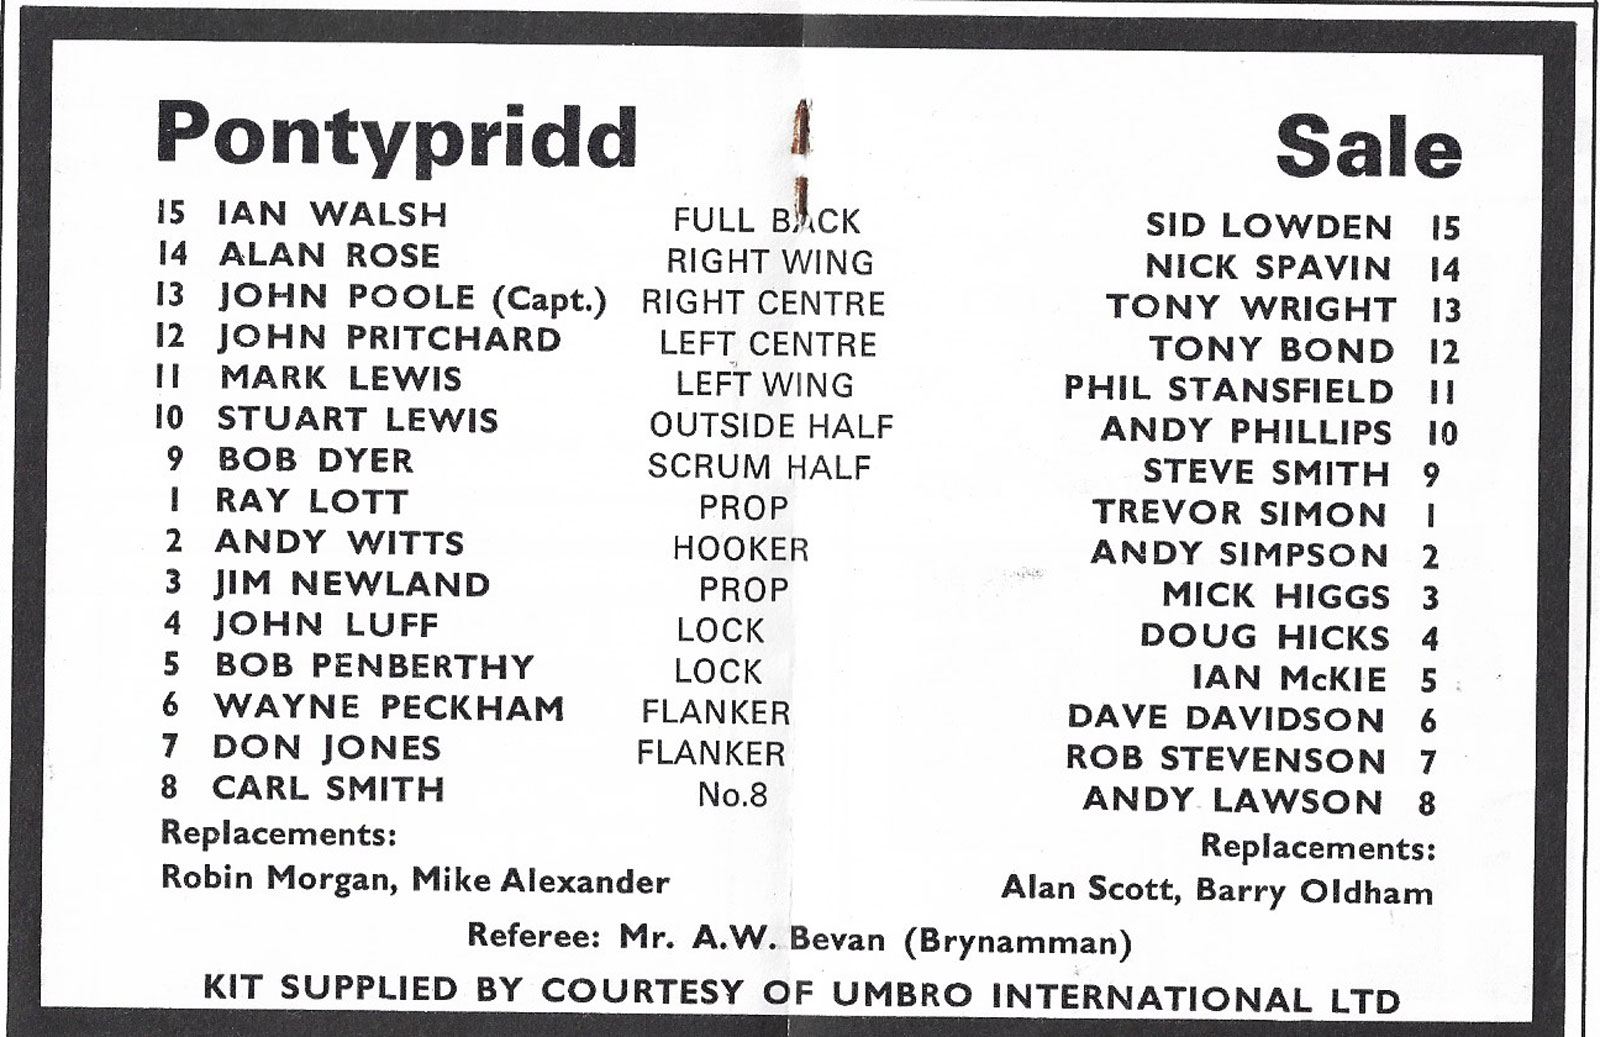 Pontypridd Sale
15 IAN WALSH FULL BACK SID LOWDEN 15
14 ALAN ROSE RIGHT WING NICK SPAVIN 14
13 JOHN POOLE (Capt.) RIGHT CENTRE TONY WRIGHT 13
12 JOHN PRITCHARD LEFT CENTRE TONY BOND 12
11 MARK LEWIS LEFT WING PHIL STANSFIELD 11
10 STUART LEWIS OUTSIDE HALF ANDY PHILLIPS 10
9 BOB DYER SCRUM HALF STEVE SMITH 9
1 RAY LOTT PROP TREVOR SIMON 1
2 ANDY WITTS HOOKER ANDY SIMPSON 2
3 JIM NEWLAND PROP MICK HIGGS 3
4 JOHN LUFF LOCK DOUG HICKS 4
5 BOB PENBERTHY LOCK IAN McKIE 5
6 WAYNE PECKHAM FLANKER DAVE DAVIDSON 6
7 DON JONES FLANKER ROB STEVENSON 7
8 CARL SMITH No.8 ANDY LAWSON 8
Replacements: Replacements:
Robin Morgan, Mike Alexander Alan Scott, Barry Oldham
Referee: Mr. A.W. Bevan (Brynamman)
KIT SUPPLIED BY COURTESY OF UMBRO INTERNATIONAL LTD